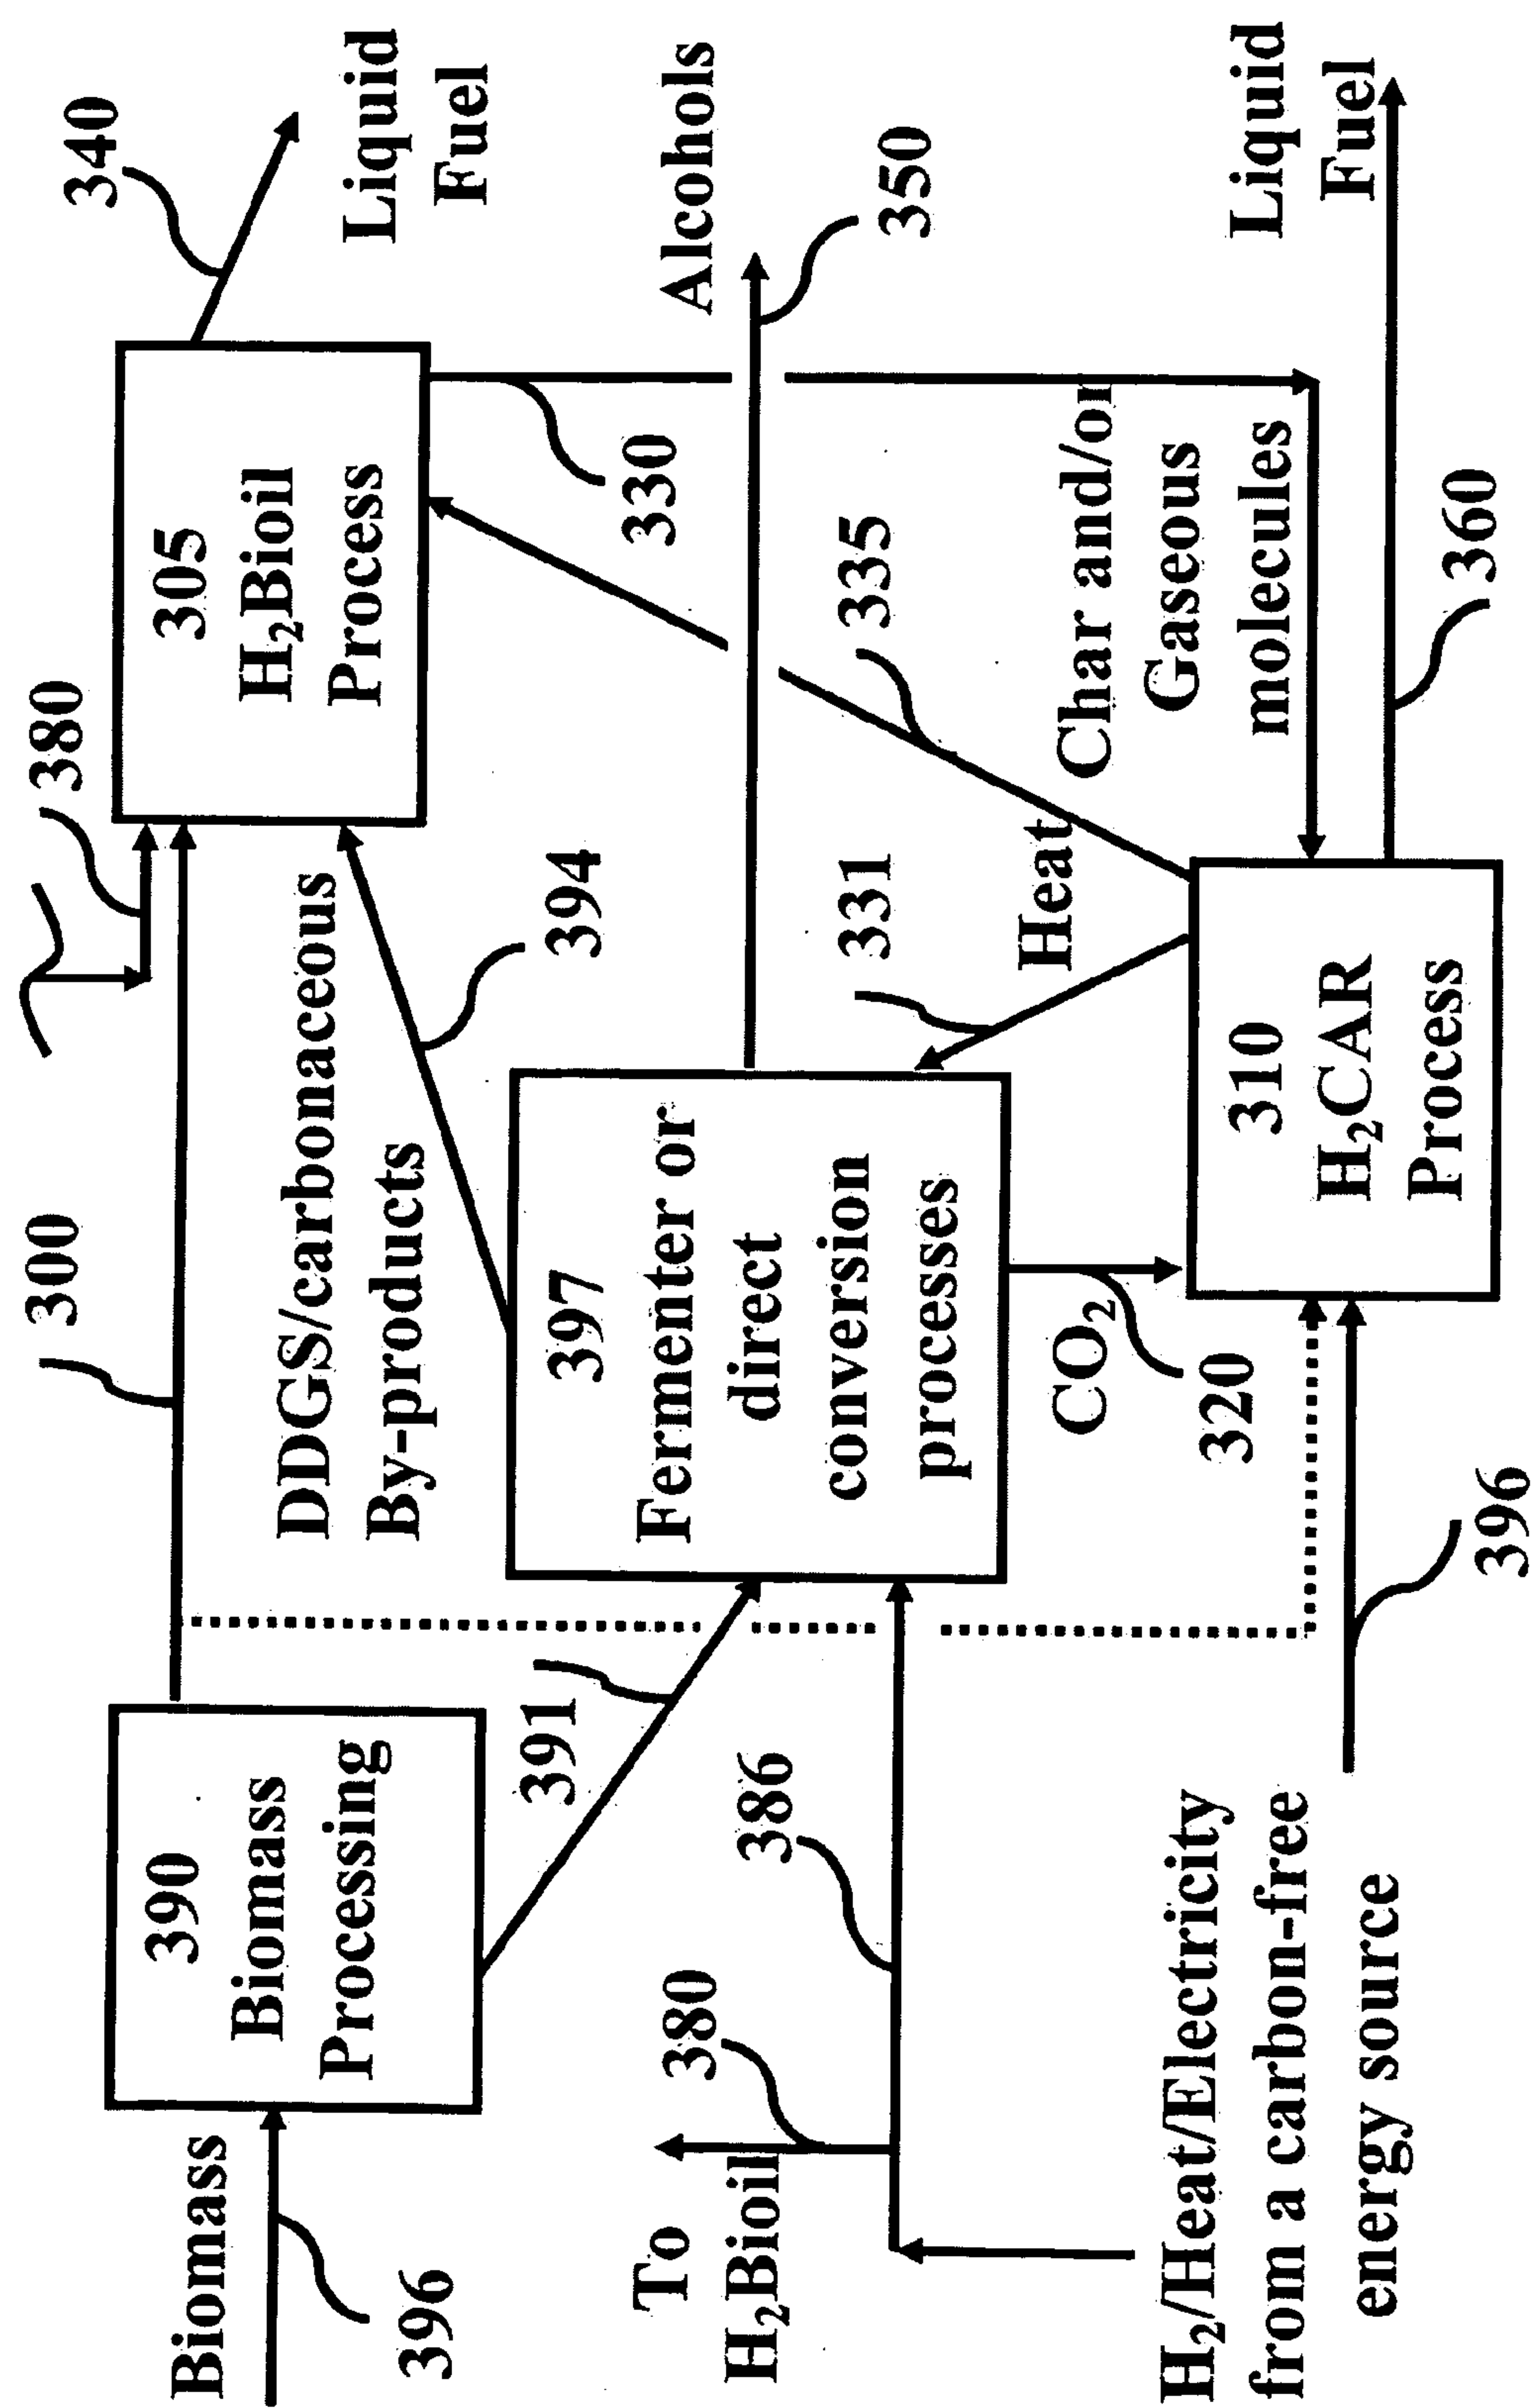 300
380
340
390
Biomass
Processing
305
H₂Bioil
Process
Liquid
Fuel
Biomass
396
DDGS/carbonaceous
By-products
394
330
391
397
Fermenter or
direct
conversion
processes
Alcohols
350
To
H₂Bioil
380
386
331
335
Heat
Char and/or
Gaseous
molecules
CO₂
320
310
H₂CAR
Process
Liquid
Fuel
360
H₂/Heat/Electricity
from a carbon-free
energy source
396